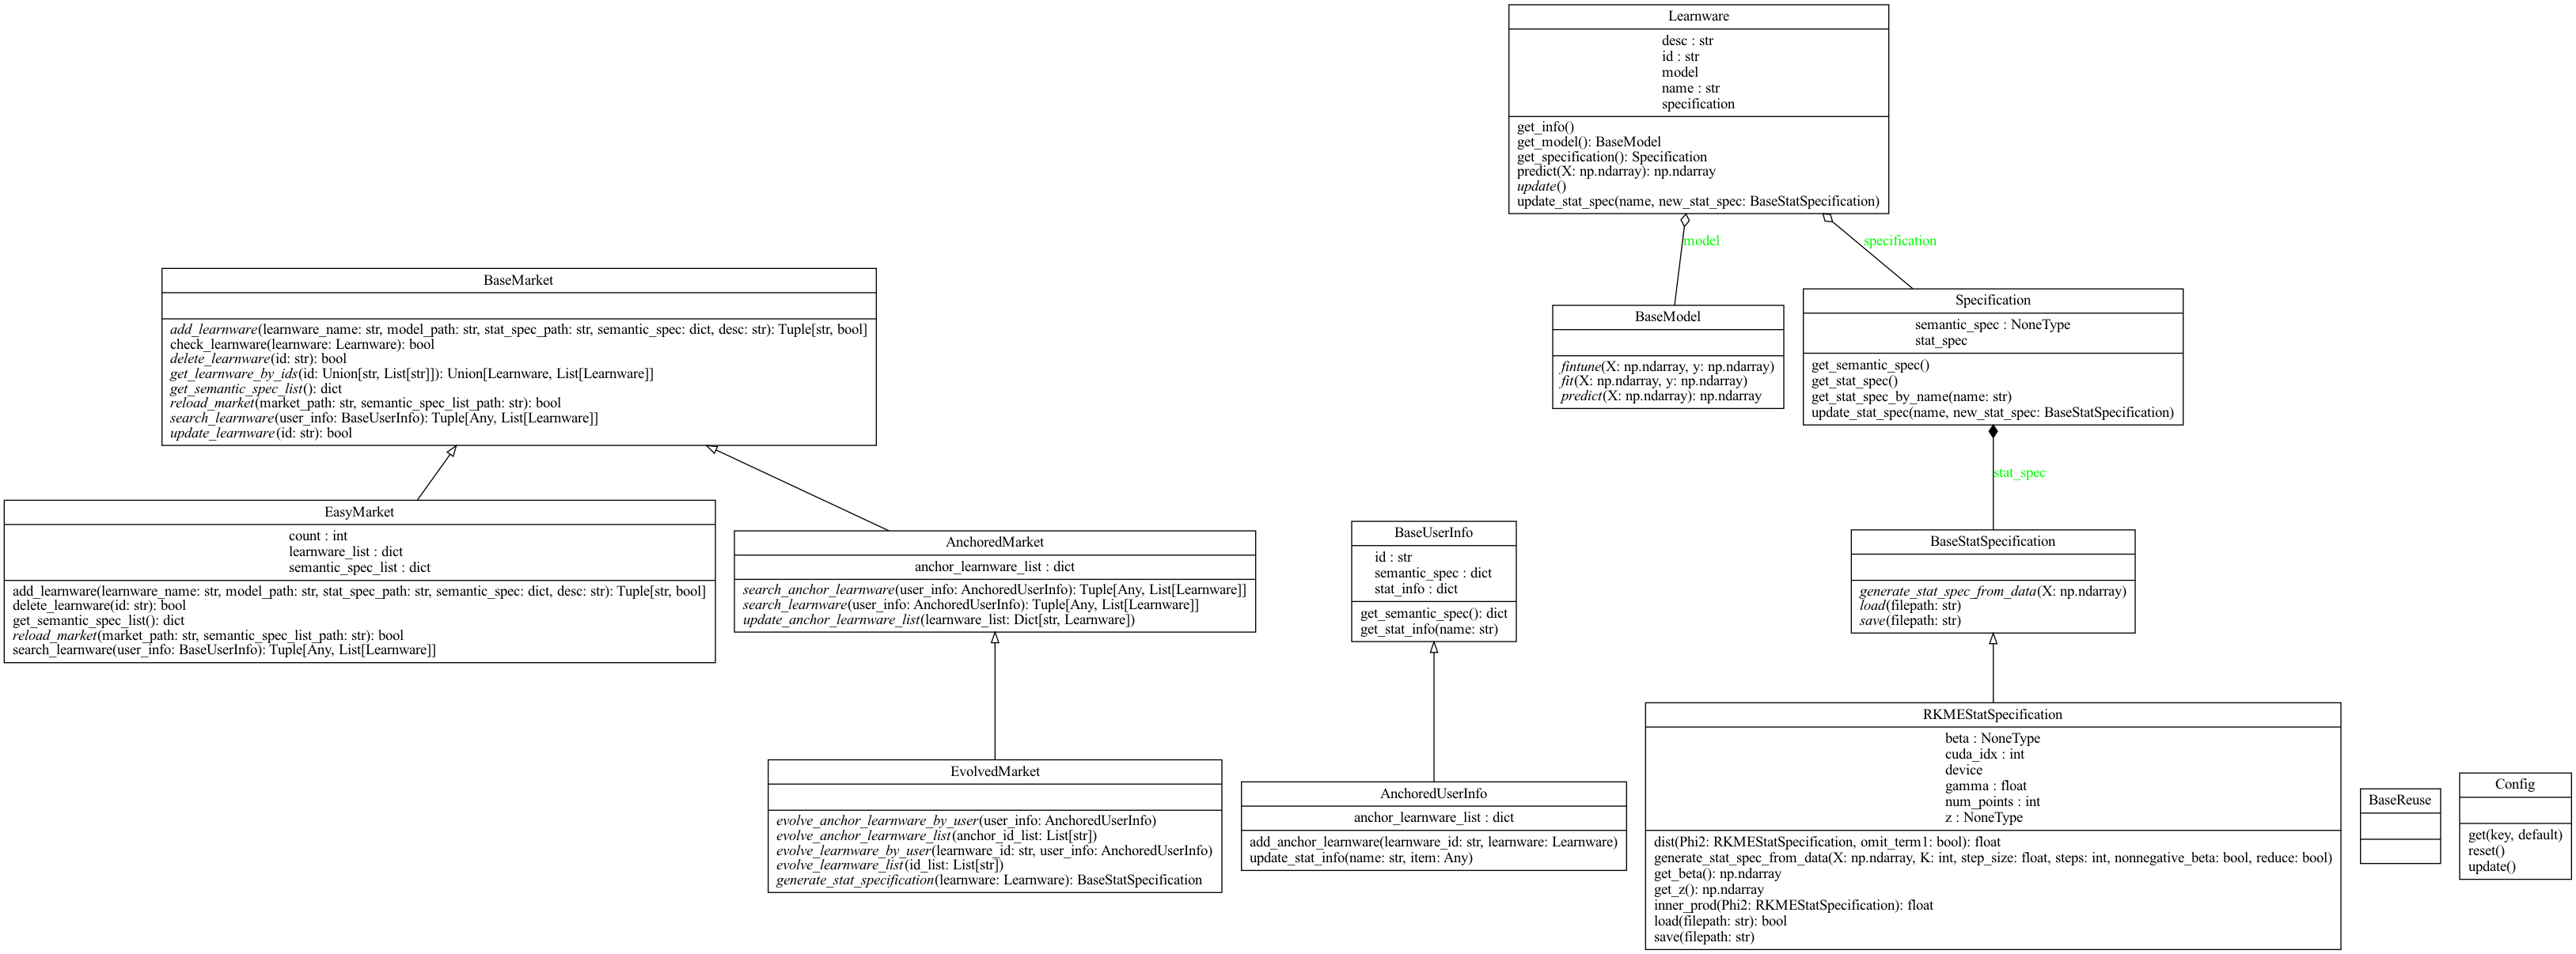 Learnware
desc : str
id : str
model
name : str
specification
get_info()
get_model(): BaseModel
get_specification(): Specification
predict(X: np.ndarray): np.ndarray
update()
update_stat_spec(name, new_stat_spec: BaseStatSpecification)
model
specification
BaseMarket
add_learnware(learnware_name: str, model_path: str, stat_spec_path: str, semantic_spec: dict, desc: str): Tuple[str, bool]
check_learnware(learnware: Learnware): bool
delete_learnware(id: str): bool
get_learnware_by_ids(id: Union[str, List[str]]): Union[Learnware, List[Learnware]]
get_semantic_spec_list(): dict
reload_market(market_path: str, semantic_spec_list_path: str): bool
search_learnware(user_info: BaseUserInfo): Tuple[Any, List[Learnware]]
update_learnware(id: str): bool
BaseModel
fintune(X: np.ndarray, y: np.ndarray)
fit(X: np.ndarray, y: np.ndarray)
predict(X: np.ndarray): np.ndarray
Specification
semantic_spec : NoneType
stat_spec
get_semantic_spec()
get_stat_spec()
get_stat_spec_by_name(name: str)
update_stat_spec(name, new_stat_spec: BaseStatSpecification)
stat_spec
EasyMarket
count : int
learnware_list : dict
semantic_spec_list : dict
add_learnware(learnware_name: str, model_path: str, stat_spec_path: str, semantic_spec: dict, desc: str): Tuple[str, bool]
delete_learnware(id: str): bool
get_semantic_spec_list(): dict
reload_market(market_path: str, semantic_spec_list_path: str): bool
search_learnware(user_info: BaseUserInfo): Tuple[Any, List[Learnware]]
AnchoredMarket
anchor_learnware_list : dict
search_anchor_learnware(user_info: AnchoredUserInfo): Tuple[Any, List[Learnware]]
search_learnware(user_info: AnchoredUserInfo): Tuple[Any, List[Learnware]]
update_anchor_learnware_list(learnware_list: Dict[str, Learnware])
BaseUserInfo
id : str
semantic_spec : dict
stat_info : dict
get_semantic_spec(): dict
get_stat_info(name: str)
BaseStatSpecification
generate_stat_spec_from_data(X: np.ndarray)
load(filepath: str)
save(filepath: str)
EvolvedMarket
evolve_anchor_learnware_by_user(user_info: AnchoredUserInfo)
evolve_anchor_learnware_list(anchor_id_list: List[str])
evolve_learnware_by_user(learnware_id: str, user_info: AnchoredUserInfo)
evolve_learnware_list(id_list: List[str])
generate_stat_specification(learnware: Learnware): BaseStatSpecification
AnchoredUserInfo
anchor_learnware_list : dict
add_anchor_learnware(learnware_id: str, learnware: Learnware)
update_stat_info(name: str, item: Any)
RKMEStatSpecification
beta : NoneType
cuda_idx : int
device
gamma : float
num_points : int
z : NoneType
dist(Phi2: RKMEStatSpecification, omit_term1: bool): float
generate_stat_spec_from_data(X: np.ndarray, K: int, step_size: float, steps: int, nonnegative_beta: bool, reduce: bool)
get_beta(): np.ndarray
get_z(): np.ndarray
inner_prod(Phi2: RKMEStatSpecification): float
load(filepath: str): bool
save(filepath: str)
BaseReuse
Config
get(key, default)
reset()
update()